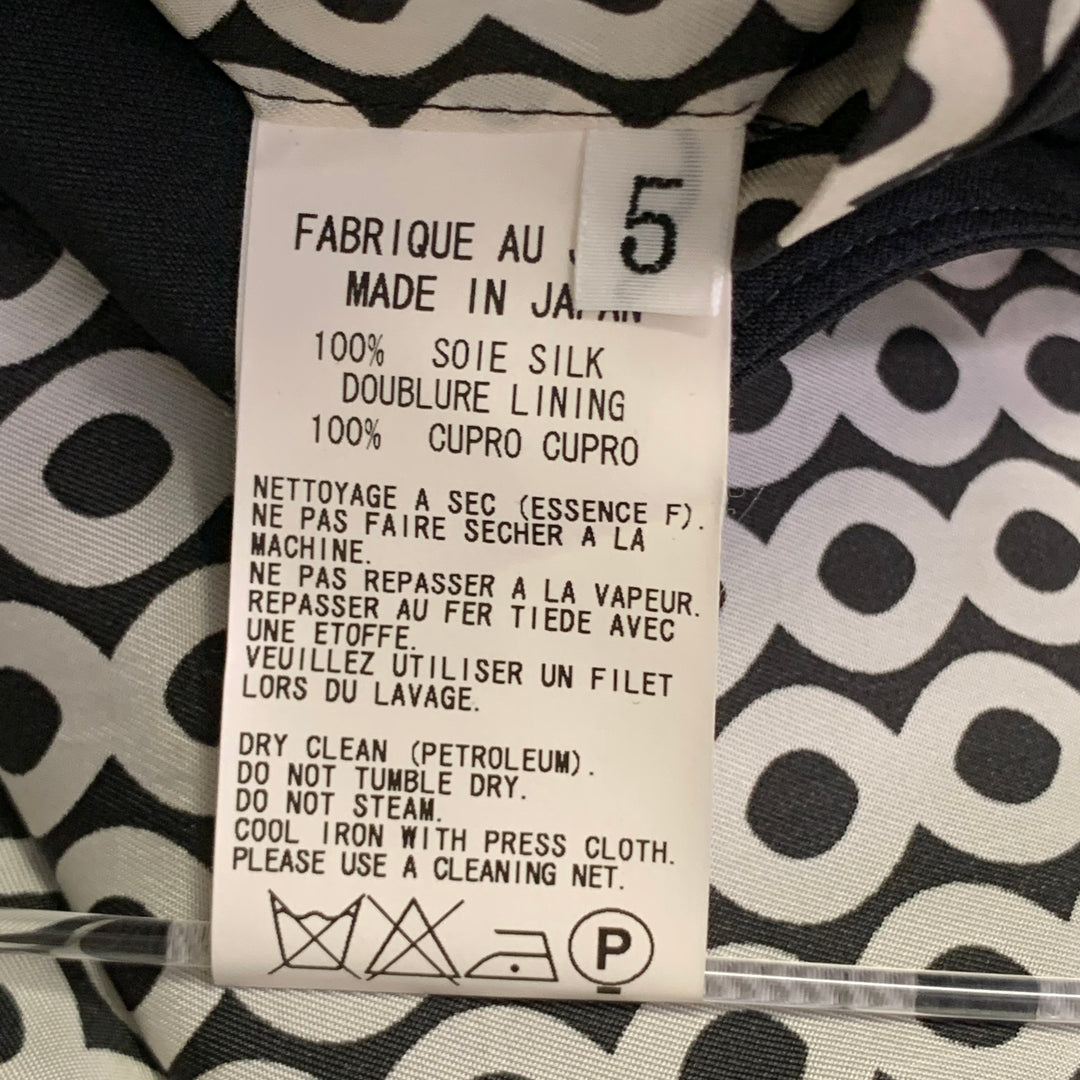 5
FABRIQUE AU
MADE IN JAPAN
100% SOIE SILK
DOUBLURE LINING
100% CUPRO CUPRO
NETTOYAGE A SEC (ESSENCE F).
NE PAS FAIRE SECHER A LA
MACHINE.
NE PAS REPASSER A LA VAPEUR.
REPASSER AU FER TIEDE AVEC
UNE ETOFFE.
VEUILLEZ UTILISER UN FILET
LORS DU LAVAGE.
DRY CLEAN (PETROLEUM).
DO NOT TUMBLE DRY.
DO NOT STEAM.
COOL IRON WITH PRESS CLOTH.
PLEASE USE A CLEANING NET.
P